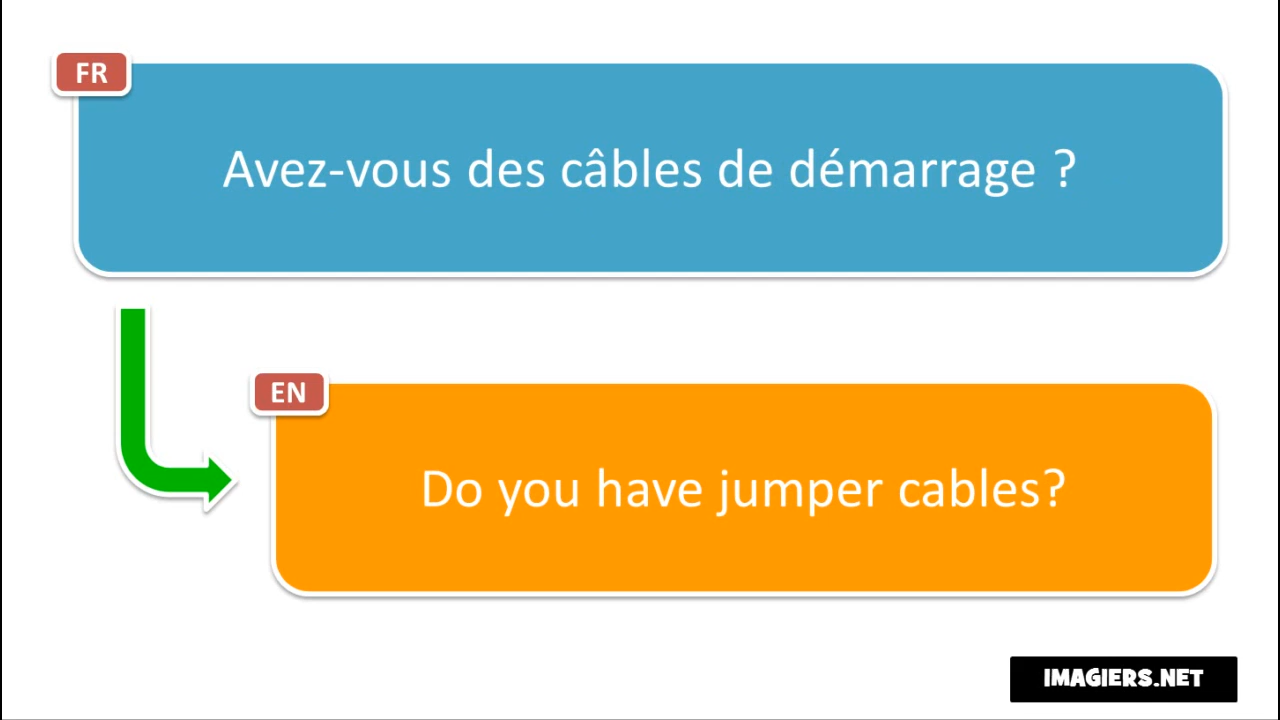 FR
Avez-vous des câbles de démarrage ?
EN
Do you have jumper cables?
IMAGIERS.NET